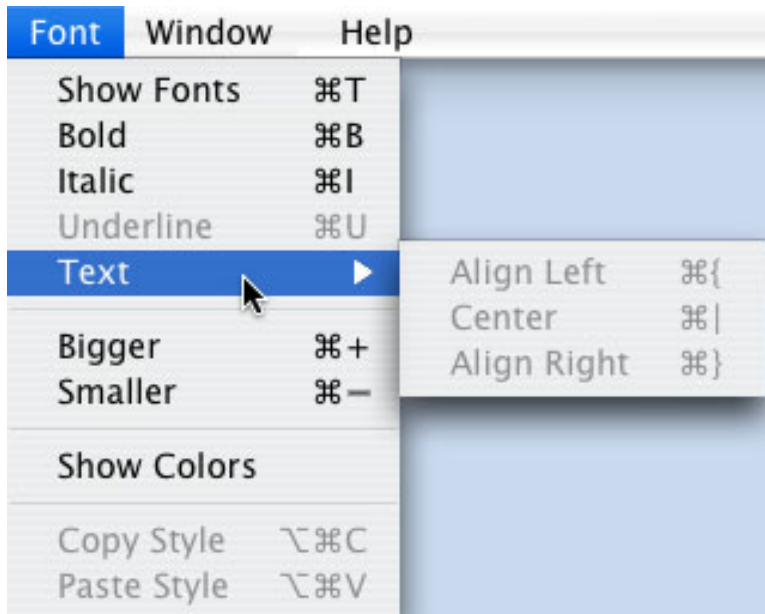 Font Window Help
Show Fonts ⌘T
Bold ⌘B
Italic ⌘I
Underline ⌘U
Text ▶
Align Left ⌘{
Center ⌘|
Align Right ⌘}
Bigger ⌘+
Smaller ⌘−
Show Colors
Copy Style ⌥⌘C
Paste Style ⌥⌘V